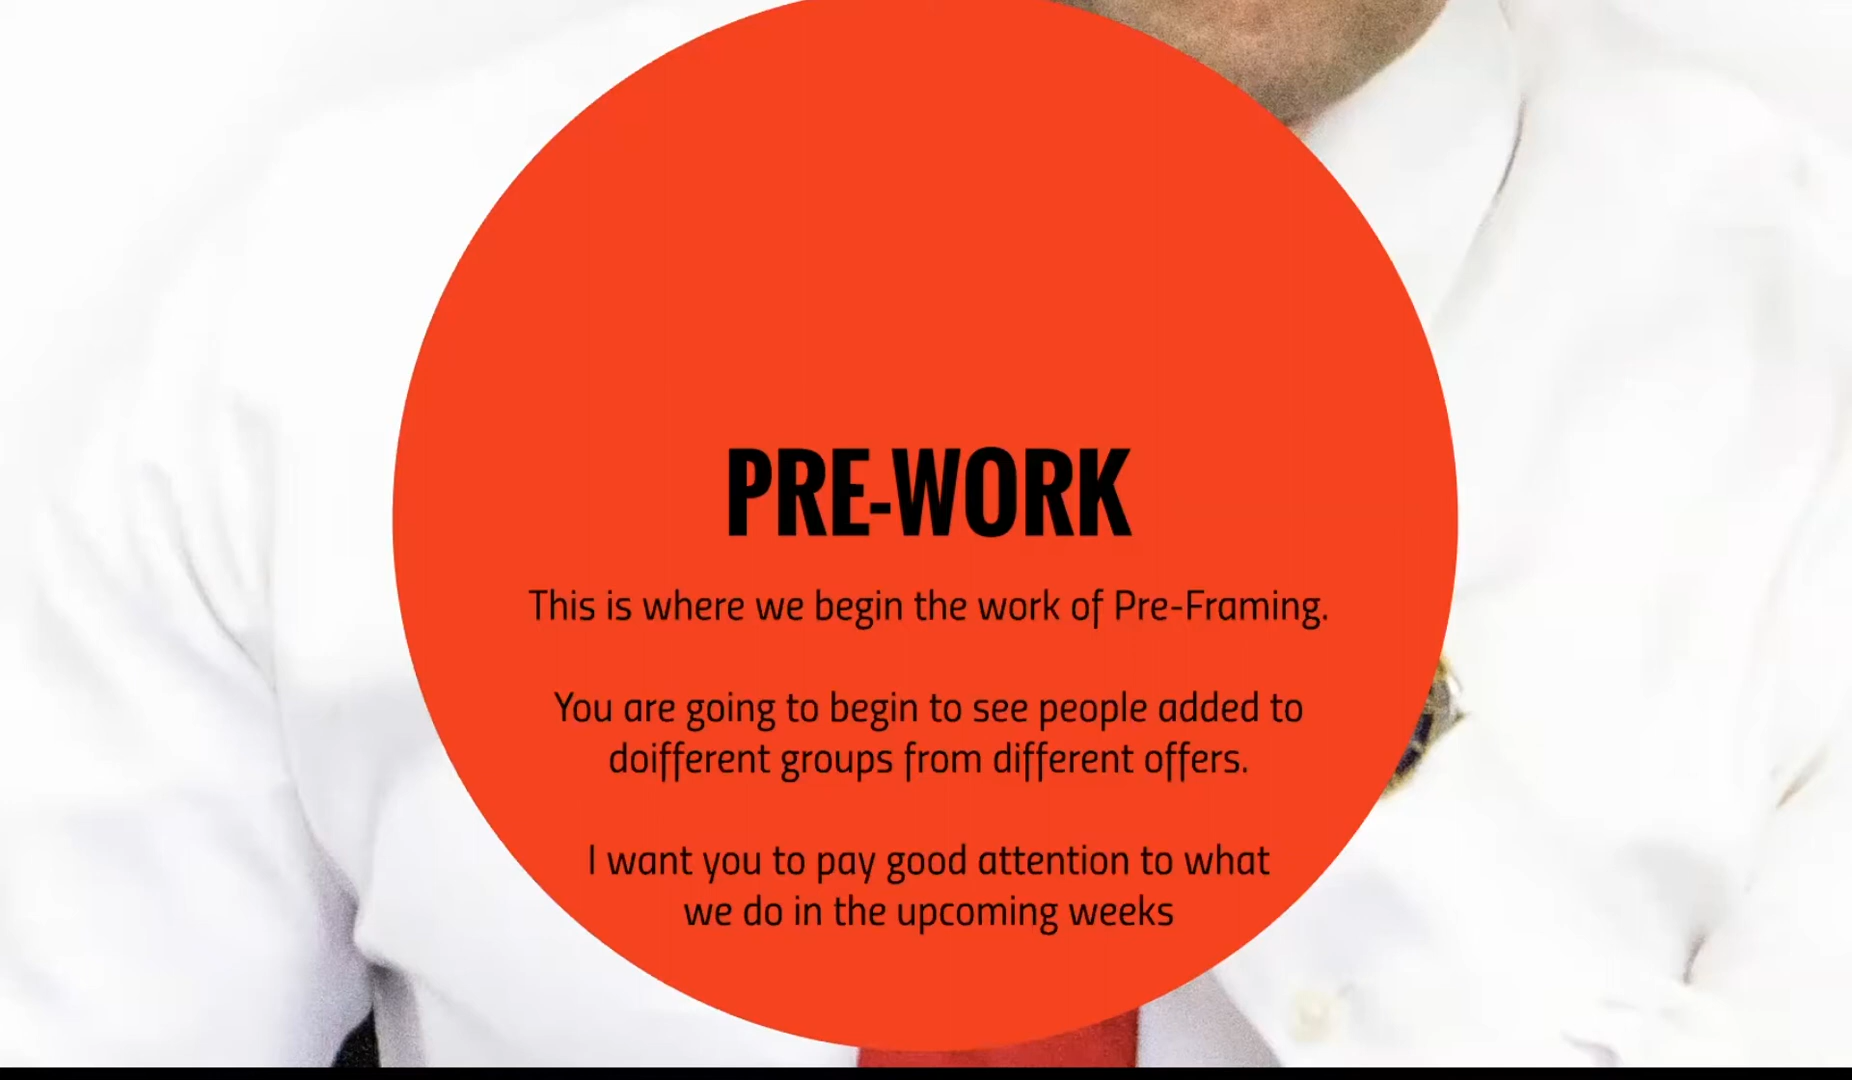 PRE-WORK
This is where we begin the work of Pre-Framing.
You are going to begin to see people added to
doifferent groups from different offers.
I want you to pay good attention to what
we do in the upcoming weeks